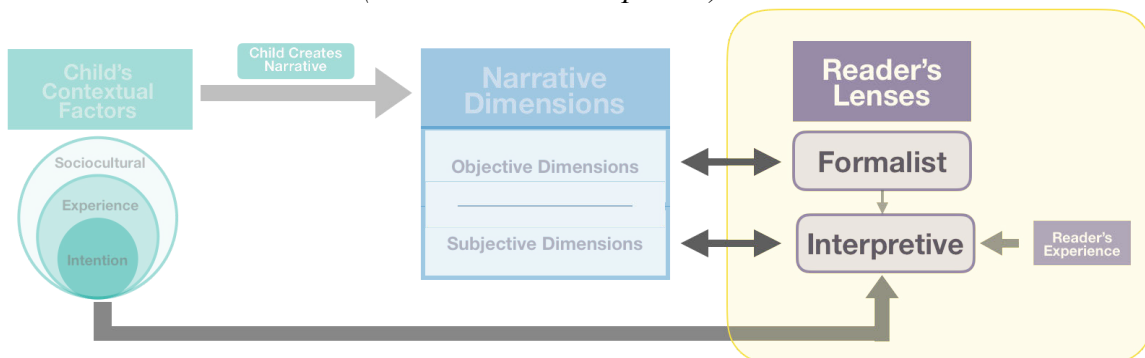 Child's
Contextual
Factors
Child Creates
Narrative
Narrative
Dimensions
Reader's
Lenses
Sociocultural
Experience
Intention
Objective Dimensions
Subjective Dimensions
Formalist
Interpretive
Reader's
Experience